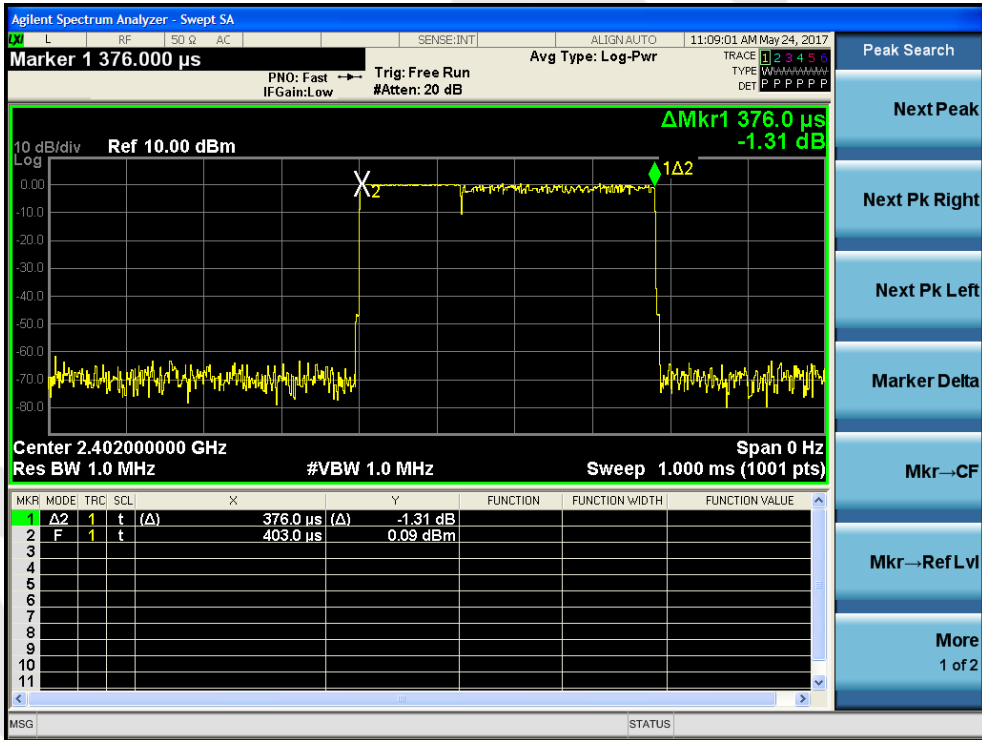 Agilent Spectrum Analyzer - Swept SA
LXI L RF 50 Ω AC SENSE:INT ALIGN AUTO 11:09:01 AM May 24, 2017
Marker 1 376.000 µs
PNO: Fast
IFGain:Low
Trig: Free Run
#Atten: 20 dB
Avg Type: Log-Pwr
TRACE 1 2 3 4 5 6
TYPE WWWWWW
DET P P P P P P
Peak Search
Next Peak
Next Pk Right
Next Pk Left
Marker Delta
Mkr→CF
Mkr→Ref Lvl
More
1 of 2
ΔMkr1 376.0 µs
-1.31 dB
10 dB/div Ref 10.00 dBm
Log
0.00
-10.0
-20.0
-30.0
-40.0
-50.0
-60.0
-70.0
-80.0
X2
1Δ2
Center 2.402000000 GHz Span 0 Hz
Res BW 1.0 MHz #VBW 1.0 MHz Sweep 1.000 ms (1001 pts)
MKR MODE TRC SCL X Y FUNCTION FUNCTION WIDTH FUNCTION VALUE
1 Δ2 1 t (Δ) 376.0 µs (Δ) -1.31 dB
2 F 1 t 403.0 µs 0.09 dBm
3
4
5
6
7
8
9
10
11
MSG STATUS